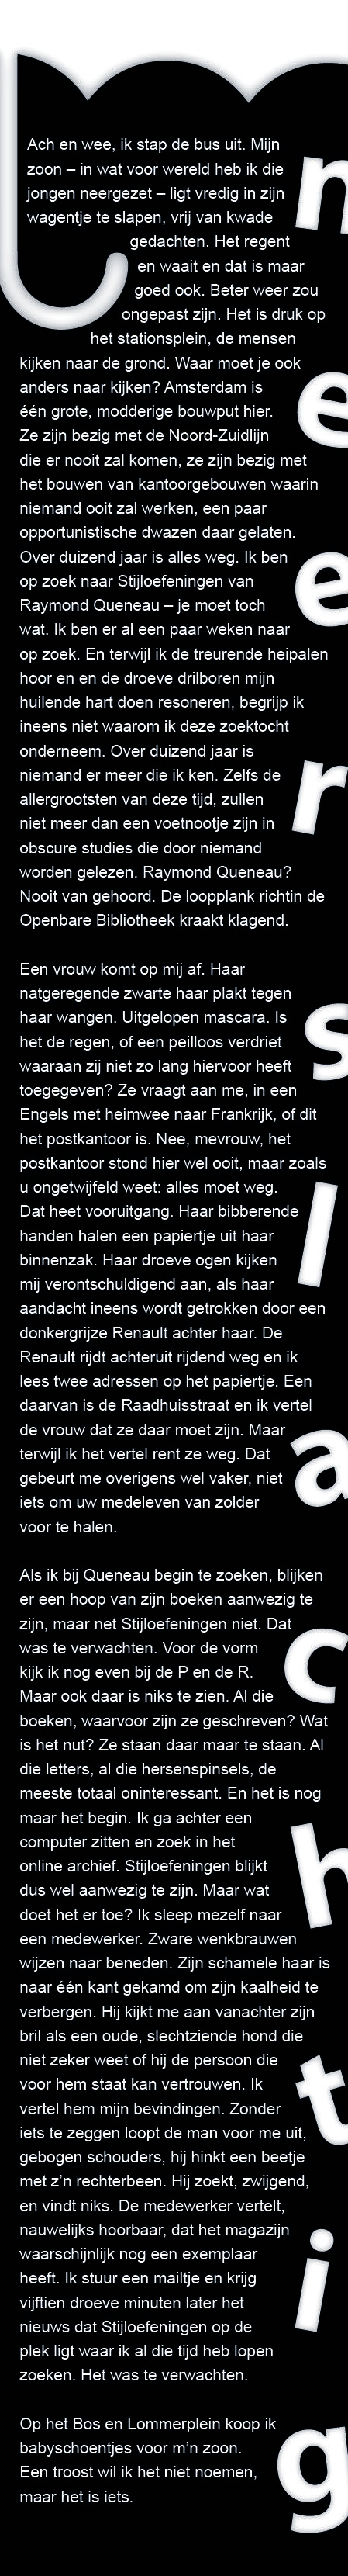 Ach en wee, ik stap de bus uit. Mijn
zoon – in wat voor wereld heb ik die
jongen neergezet – ligt vredig in zijn
wagentje te slapen, vrij van kwade
gedachten. Het regent
en waait en dat is maar
goed ook. Beter weer zou
ongepast zijn. Het is druk op
het stationsplein, de mensen
kijken naar de grond. Waar moet je ook
anders naar kijken? Amsterdam is
één grote, modderige bouwput hier.
Ze zijn bezig met de Noord-Zuidlijn
die er nooit zal komen, ze zijn bezig met
het bouwen van kantoorgebouwen waarin
niemand ooit zal werken, een paar
opportunistische dwazen daar gelaten.
Over duizend jaar is alles weg. Ik ben
op zoek naar Stijloefeningen van
Raymond Queneau – je moet toch
wat. Ik ben er al een paar weken naar
op zoek. En terwijl ik de treurende heipalen
hoor en en de droeve drilboren mijn
huilende hart doen resoneren, begrijp ik
ineens niet waarom ik deze zoektocht
onderneem. Over duizend jaar is
niemand er meer die ik ken. Zelfs de
allergrootsten van deze tijd, zullen
niet meer dan een voetnootje zijn in
obscure studies die door niemand
worden gelezen. Raymond Queneau?
Nooit van gehoord. De loopplank richtin de
Openbare Bibliotheek kraakt klagend.
Een vrouw komt op mij af. Haar
natgeregende zwarte haar plakt tegen
haar wangen. Uitgelopen mascara. Is
het de regen, of een peilloos verdriet
waaraan zij niet zo lang hiervoor heeft
toegegeven? Ze vraagt aan me, in een
Engels met heimwee naar Frankrijk, of dit
het postkantoor is. Nee, mevrouw, het
postkantoor stond hier wel ooit, maar zoals
u ongetwijfeld weet: alles moet weg.
Dat heet vooruitgang. Haar bibberende
handen halen een papiertje uit haar
binnenzak. Haar droeve ogen kijken
mij verontschuldigend aan, als haar
aandacht ineens wordt getrokken door een
donkergrijze Renault achter haar. De
Renault rijdt achteruit rijdend weg en ik
lees twee adressen op het papiertje. Een
daarvan is de Raadhuisstraat en ik vertel
de vrouw dat ze daar moet zijn. Maar
terwijl ik het vertel rent ze weg. Dat
gebeurt me overigens wel vaker, niet
iets om uw medeleven van zolder
voor te halen.
Als ik bij Queneau begin te zoeken, blijken
er een hoop van zijn boeken aanwezig te
zijn, maar net Stijloefeningen niet. Dat
was te verwachten. Voor de vorm
kijk ik nog even bij de P en de R.
Maar ook daar is niks te zien. Al die
boeken, waarvoor zijn ze geschreven? Wat
is het nut? Ze staan daar maar te staan. Al
die letters, al die hersenspinsels, de
meeste totaal oninteressant. En het is nog
maar het begin. Ik ga achter een
computer zitten en zoek in het
online archief. Stijloefeningen blijkt
dus wel aanwezig te zijn. Maar wat
doet het er toe? Ik sleep mezelf naar
een medewerker. Zware wenkbrauwen
wijzen naar beneden. Zijn schamele haar is
naar één kant gekamd om zijn kaalheid te
verbergen. Hij kijkt me aan vanachter zijn
bril als een oude, slechtziende hond die
niet zeker weet of hij de persoon die
voor hem staat kan vertrouwen. Ik
vertel hem mijn bevindingen. Zonder
iets te zeggen loopt de man voor me uit,
gebogen schouders, hij hinkt een beetje
met z'n rechterbeen. Hij zoekt, zwijgend,
en vindt niks. De medewerker vertelt,
nauwelijks hoorbaar, dat het magazijn
waarschijnlijk nog een exemplaar
heeft. Ik stuur een mailtje en krijg
vijftien droeve minuten later het
nieuws dat Stijloefeningen op de
plek ligt waar ik al die tijd heb lopen
zoeken. Het was te verwachten.
Op het Bos en Lommerplein koop ik
babyschoentjes voor m'n zoon.
Een troost wil ik het niet noemen,
maar het is iets.
neerslachtig